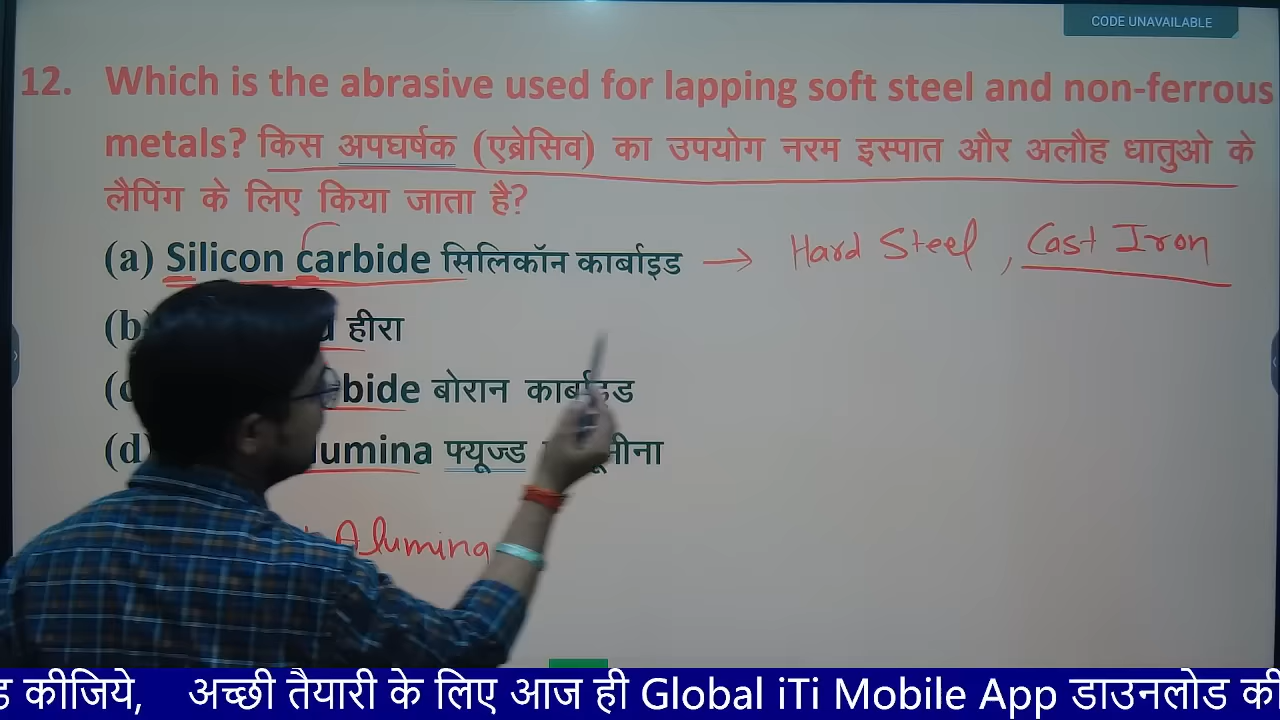 CODE UNAVAILABLE
12. Which is the abrasive used for lapping soft steel and non-ferrous
metals? किस अपघर्षक (एब्रेसिव) का उपयोग नरम इस्पात और अलौह धातुओ के
लैपिंग के लिए किया जाता है?
(a) Silicon carbide सिलिकॉन कार्बाइड → Hard Steel, Cast Iron
(b) हीरा
bide बोरान कार्बाइड
lumina फ्यूज्ड
Alumina
कीजिये, अच्छी तैयारी के लिए आज ही Global iTi Mobile App डाउनलोड की